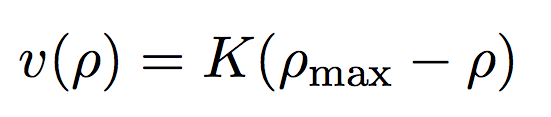 v(ρ) = K(ρ_max − ρ)